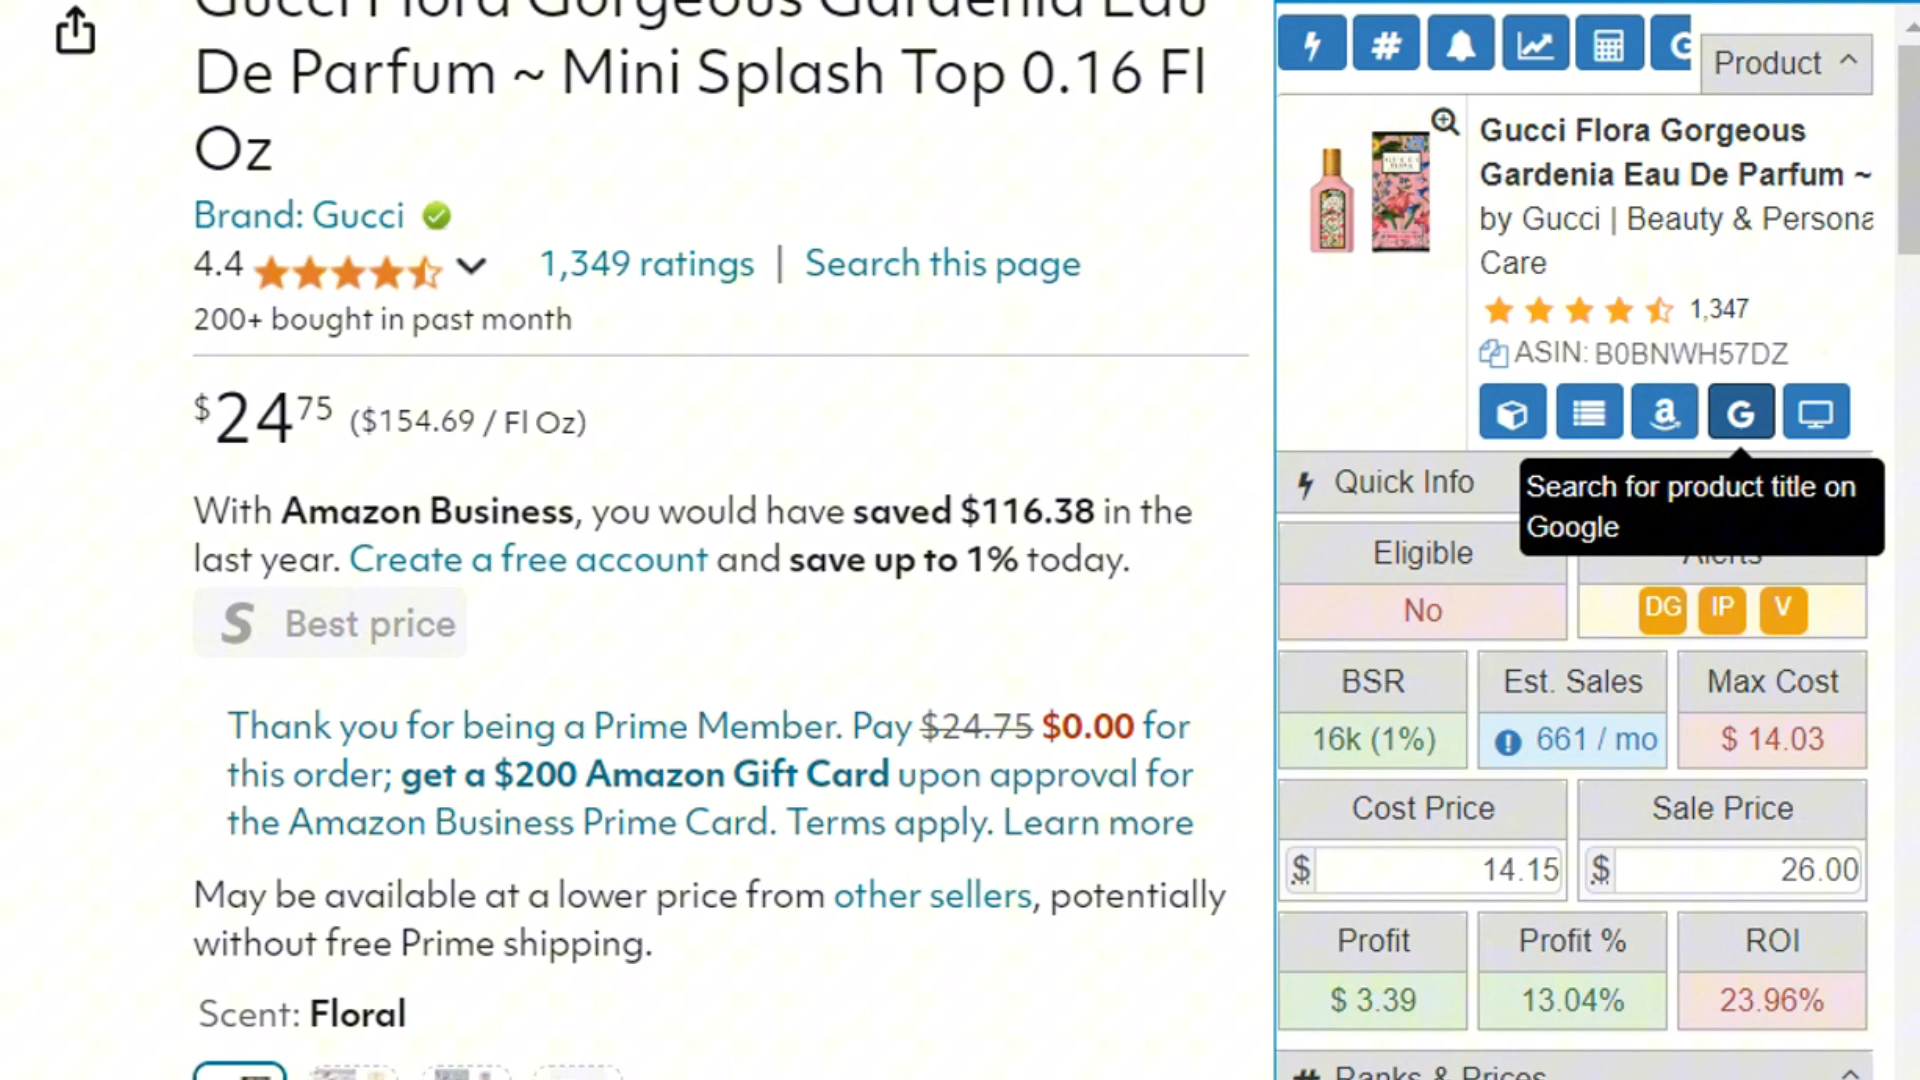 Gucci Flora Gorgeous Gardenia Eau
De Parfum ~ Mini Splash Top 0.16 Fl
Oz
Brand: Gucci
4.4
1,349 ratings | Search this page
200+ bought in past month
$24 75 ($154.69 / Fl Oz)
With Amazon Business, you would have saved $116.38 in the
last year. Create a free account and save up to 1% today.
S Best price
Thank you for being a Prime Member. Pay $24.75 $0.00 for
this order; get a $200 Amazon Gift Card upon approval for
the Amazon Business Prime Card. Terms apply. Learn more
May be available at a lower price from other sellers, potentially
without free Prime shipping.
Scent: Floral
Product
Gucci Flora Gorgeous
Gardenia Eau De Parfum ~
by Gucci | Beauty & Persona
Care
1,347
ASIN: B0BNWH57DZ
Quick Info
Search for product title on
Google
Eligible
Alerts
No
DG IP V
BSR
Est. Sales
Max Cost
16k (1%)
661 / mo
$ 14.03
Cost Price
Sale Price
$ 14.15
$ 26.00
Profit
Profit %
ROI
$ 3.39
13.04%
23.96%
# Ranks & Prices